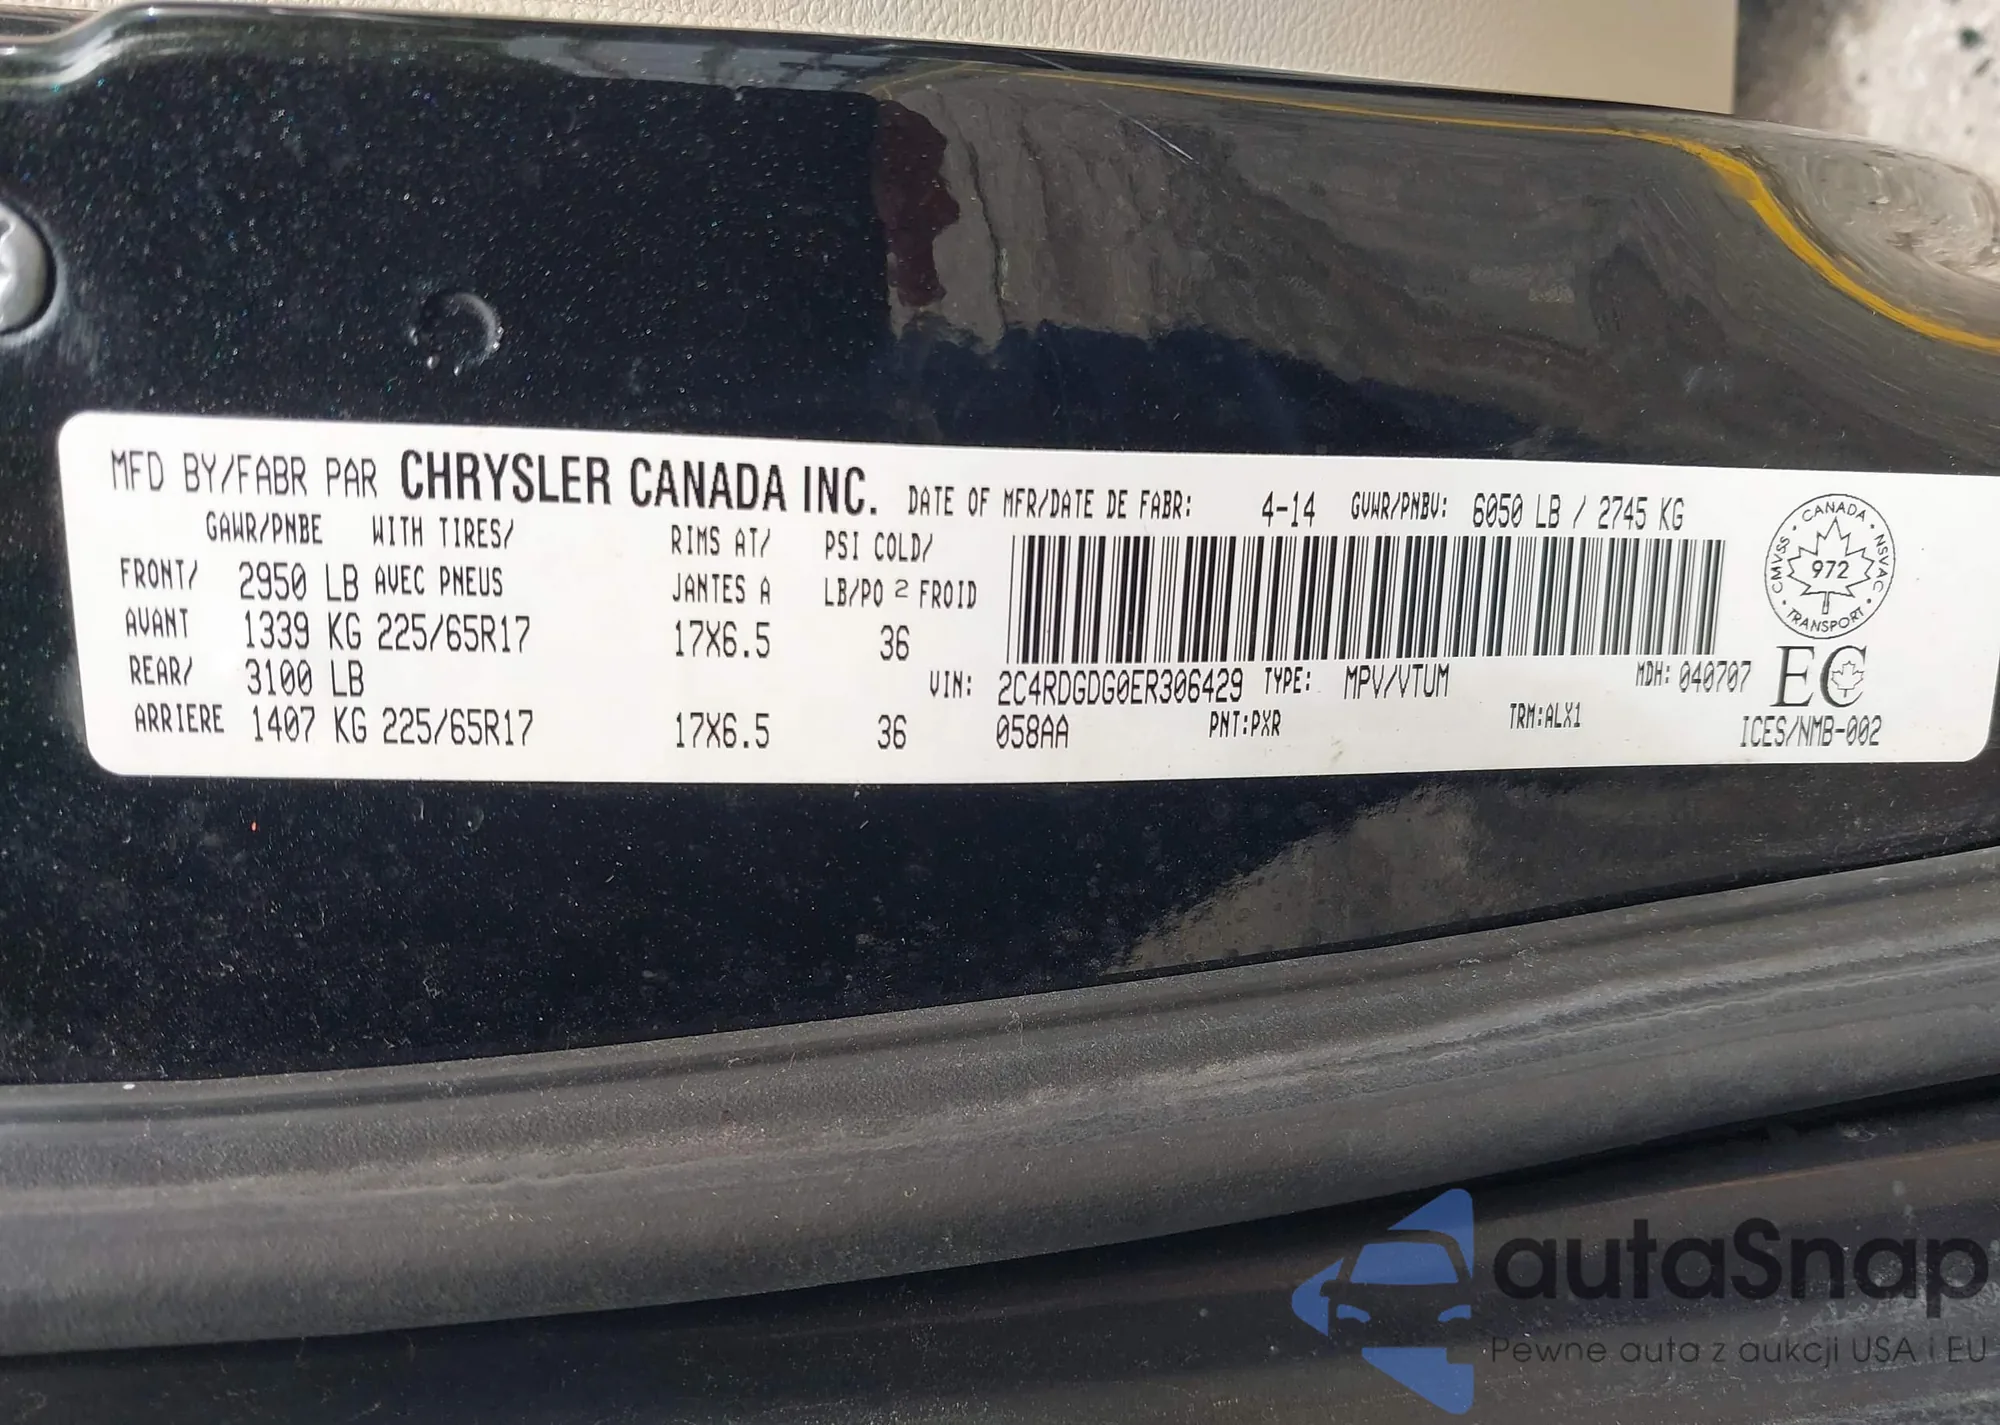 MFD BY/FABR PAR CHRYSLER CANADA INC. DATE OF MFR/DATE DE FABR: 4-14 GVWR/PNBV: 6050 LB / 2745 KG
GAWR/PNBE WITH TIRES/ RIMS AT/ PSI COLD/
FRONT/ 2950 LB AVEC PNEUS JANTES A LB/PO 2 FROID
AVANT 1339 KG 225/65R17 17X6.5 36
REAR/ 3100 LB
ARRIERE 1407 KG 225/65R17 17X6.5 36
VIN: 2C4RDGDG0ER306429 TYPE: MPV/VTUM MDH: 040707
058AA PNT:PXR TRM:ALX1
CANADA • NSVAC • TRANSPORT • CMVSS •
972
EC
ICES/NMB-002
autaSnap
Pewne auta z aukcji USA i EU